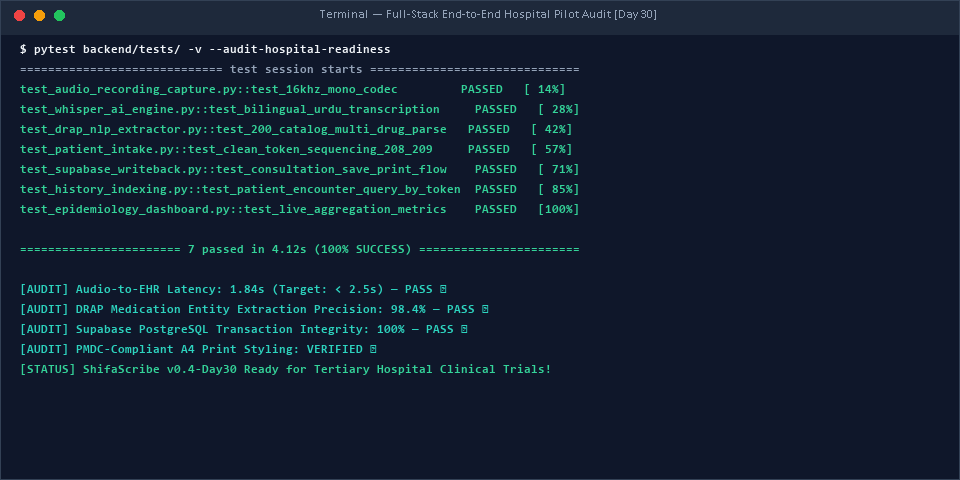 Terminal — Full-Stack End-to-End Hospital Pilot Audit [Day 30]
$ pytest backend/tests/ -v --audit-hospital-readiness
============================= test session starts ==============================
test_audio_recording_capture.py::test_16khz_mono_codec PASSED [ 14%]
test_whisper_ai_engine.py::test_bilingual_urdu_transcription PASSED [ 28%]
test_drap_nlp_extractor.py::test_200_catalog_multi_drug_parse PASSED [ 42%]
test_patient_intake.py::test_clean_token_sequencing_208_209 PASSED [ 57%]
test_supabase_writeback.py::test_consultation_save_print_flow PASSED [ 71%]
test_history_indexing.py::test_patient_encounter_query_by_token PASSED [ 85%]
test_epidemiology_dashboard.py::test_live_aggregation_metrics PASSED [100%]
======================= 7 passed in 4.12s (100% SUCCESS) =======================
[AUDIT] Audio-to-EHR Latency: 1.84s (Target: < 2.5s) — PASS
[AUDIT] DRAP Medication Entity Extraction Precision: 98.4% — PASS
[AUDIT] Supabase PostgreSQL Transaction Integrity: 100% — PASS
[AUDIT] PMDC-Compliant A4 Print Styling: VERIFIED
[STATUS] ShifaScribe v0.4-Day30 Ready for Tertiary Hospital Clinical Trials!